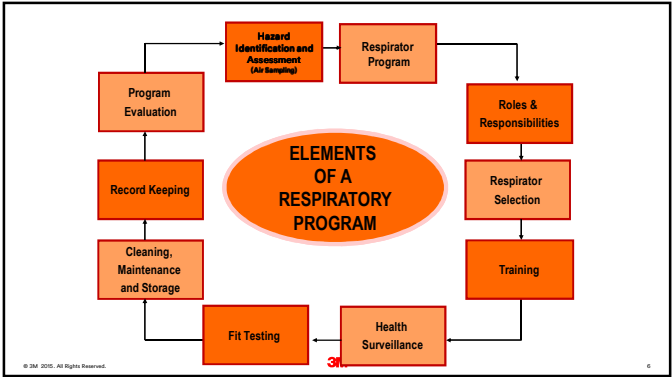 Hazard
Identification and
Assessment
(Air Sampling)
Respirator
Program
Roles &
Responsibilities
Respirator
Selection
Training
Health
Surveillance
Fit Testing
Cleaning,
Maintenance
and Storage
Record Keeping
Program
Evaluation
ELEMENTS
OF A
RESPIRATORY
PROGRAM
© 3M 2015. All Rights Reserved.
3M
6